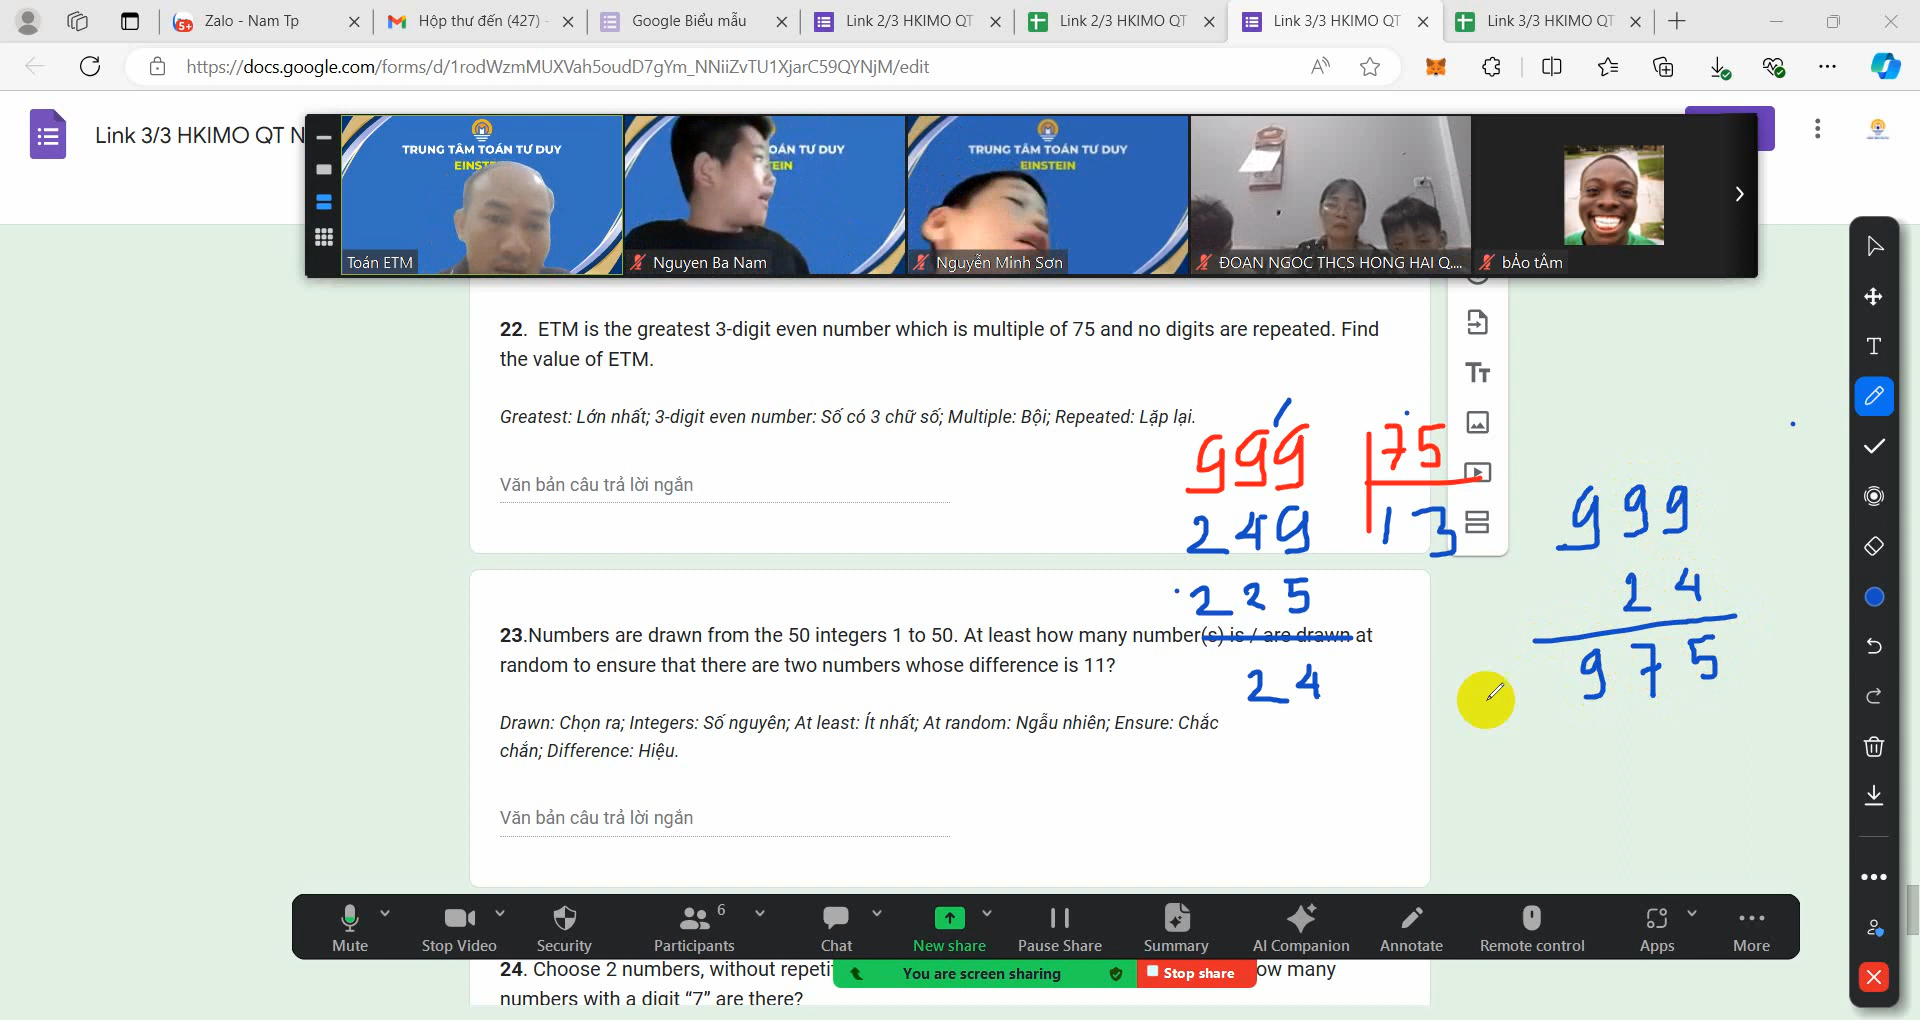 Zalo - Nam Tp
Hộp thư đến (427) -
Google Biểu mẫu
Link 2/3 HKIMO QT
Link 2/3 HKIMO QT
Link 3/3 HKIMO QT
Link 3/3 HKIMO QT
https://docs.google.com/forms/d/1rodWzmMUXVah5oudD7gYm_NNiiZvTU1XjarC59QYNjM/edit
Link 3/3 HKIMO QT N
TRUNG TÂM TOÁN TƯ DUY
EINST
Toán ETM
OÁN TƯ DUY
EIN
Nguyen Ba Nam
TRUNG TÂM TOÁN TƯ DUY
EINSTEIN
Nguyễn Minh Sơn
ĐOAN NGOC THCS HONG HAI Q....
bẢo tÂm
22. ETM is the greatest 3-digit even number which is multiple of 75 and no digits are repeated. Find
the value of ETM.
Greatest: Lớn nhất; 3-digit even number: Số có 3 chữ số; Multiple: Bội; Repeated: Lặp lại.
Văn bản câu trả lời ngắn
999 75
249 13
225
24
999
24
975
23.Numbers are drawn from the 50 integers 1 to 50. At least how many number(s) is / are drawn at
random to ensure that there are two numbers whose difference is 11?
Drawn: Chọn ra; Integers: Số nguyên; At least: Ít nhất; At random: Ngẫu nhiên; Ensure: Chắc
chắn; Difference: Hiệu.
Văn bản câu trả lời ngắn
Mute
Stop Video
Security
6
Participants
Chat
New share
Pause Share
Summary
AI Companion
Annotate
Remote control
Apps
More
You are screen sharing
Stop share
24. Choose 2 numbers, without repeti
ow many
numbers with a digit “7” are there?